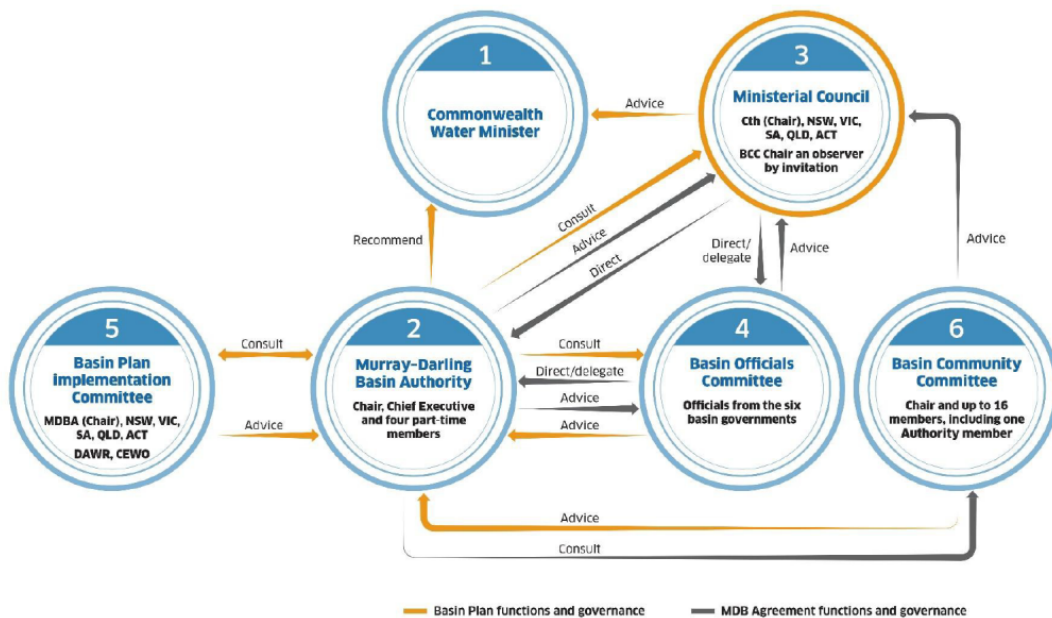 1
Commonwealth
Water Minister
Advice
3
Ministerial Council
Cth (Chair), NSW, VIC,
SA, QLD, ACT
BCC Chair an observer
by invitation
Recommend
Consult
Advice
Direct
Direct/
delegate
Advice
Advice
5
Basin Plan
implementation
Committee
MDBA (Chair), NSW, VIC,
SA, QLD, ACT
DAWR, CEWO
Consult
Advice
2
Murray-Darling
Basin Authority
Chair, Chief Executive
and four part-time
members
Consult
Direct/delegate
Advice
Advice
4
Basin Officials
Committee
Officials from the six
basin governments
6
Basin Community
Committee
Chair and up to 16
members, including one
Authority member
Advice
Consult
Basin Plan functions and governance
MDB Agreement functions and governance